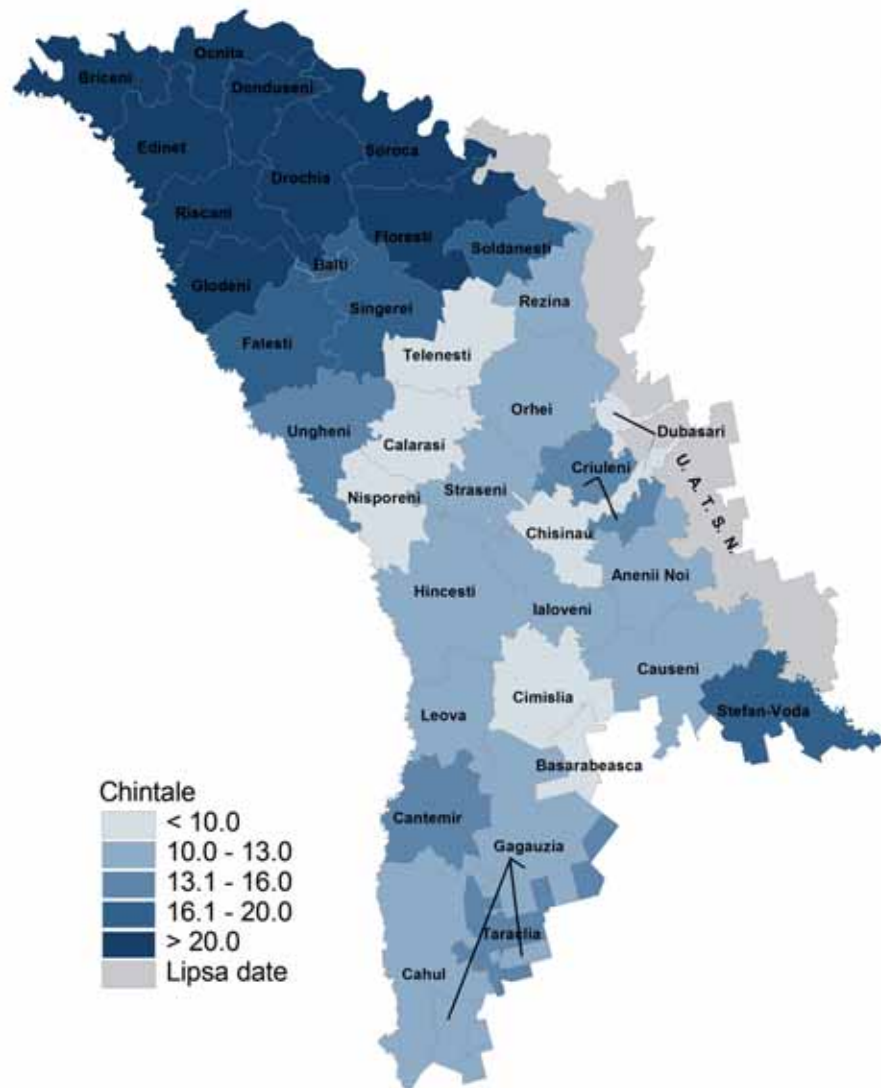 Ocnita
Briceni
Donduseni
Edinet
Soroca
Drochia
Riscani
Floresti
Soldanesti
Balti
Glodeni
Singerei
Rezina
Falesti
Telenesti
Orhei
Ungheni
Dubasari
Calarasi
Criuleni
U. A. T. S. N.
Nisporeni
Straseni
Chisinau
Anenii Noi
Hincesti
Ialoveni
Causeni
Cimislia
Leova
Stefan-Voda
Basarabeasca
Cantemir
Gagauzia
Taraclia
Cahul
Chintale
< 10.0
10.0 - 13.0
13.1 - 16.0
16.1 - 20.0
> 20.0
Lipsa date